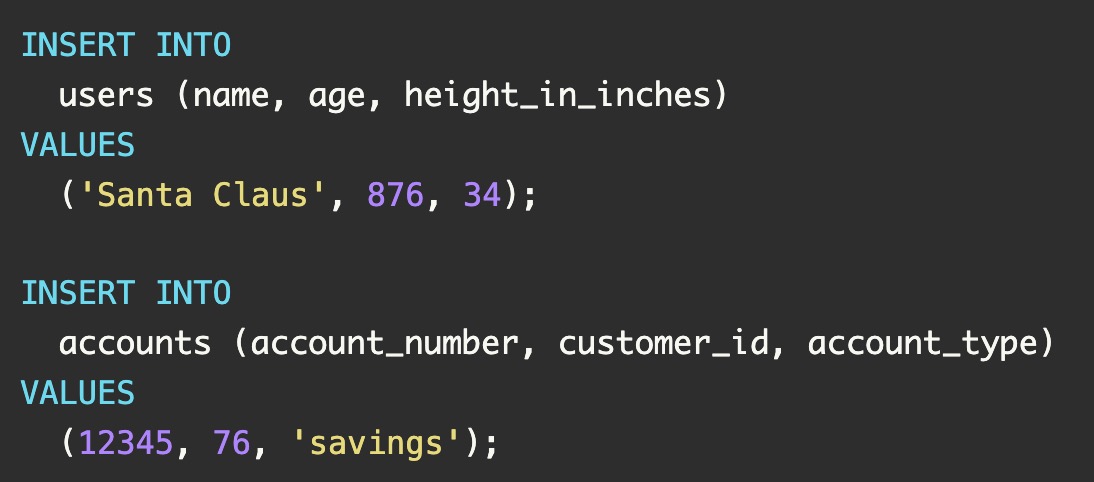 INSERT INTO
  users (name, age, height_in_inches)
VALUES
  ('Santa Claus', 876, 34);

INSERT INTO
  accounts (account_number, customer_id, account_type)
VALUES
  (12345, 76, 'savings');